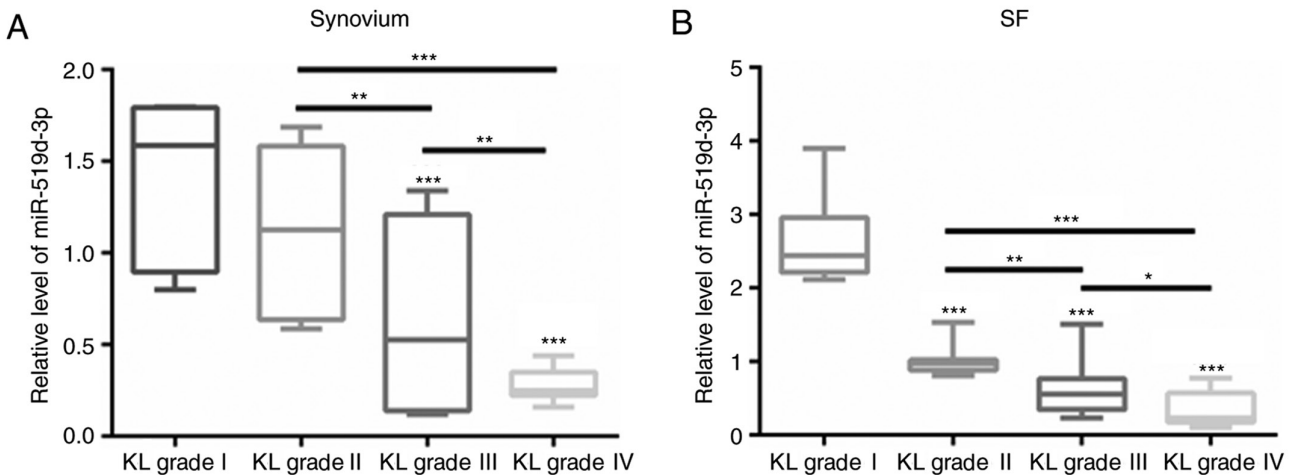 A
Synovium
Relative level of miR-519d-3p
2.0
1.5
1.0
0.5
0.0
***
**
**
***
***
KL grade I KL grade II KL grade III KL grade IV
B
SF
Relative level of miR-519d-3p
5
4
3
2
1
0
***
**
*
***
***
***
KL grade I KL grade II KL grade III KL grade IV